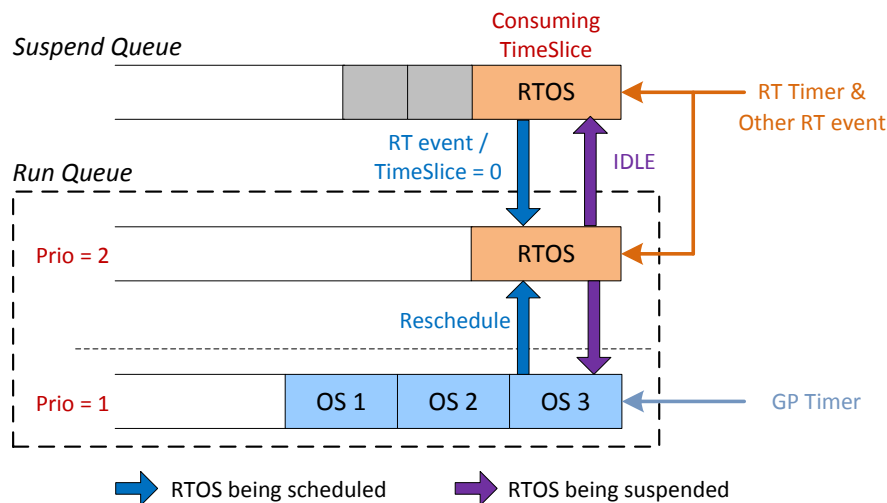 Consuming
TimeSlice
Suspend Queue
RTOS
RT Timer &
Other RT event
RT event /
TimeSlice = 0
IDLE
Run Queue
Prio = 2
RTOS
Reschedule
Prio = 1
OS 1
OS 2
OS 3
GP Timer
RTOS being scheduled
RTOS being suspended